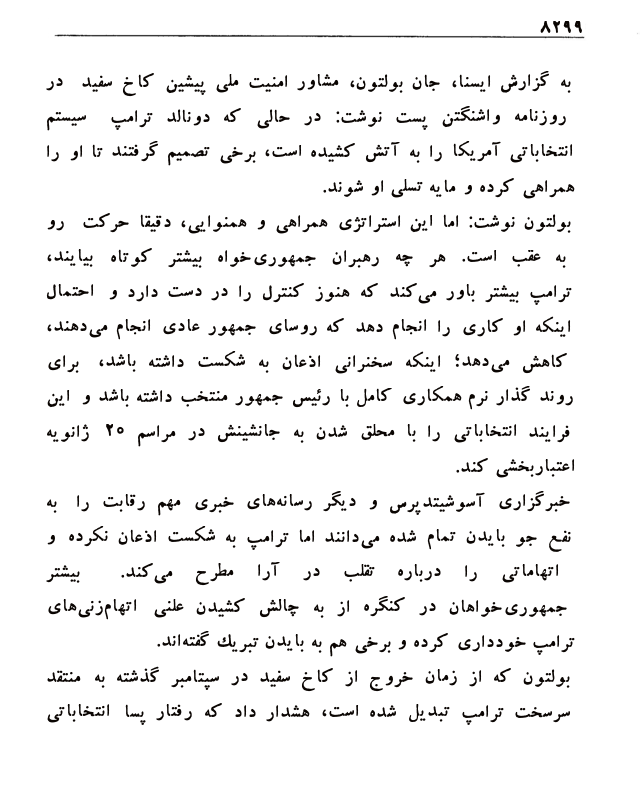 ۸۲۹۹
به گزارش ایسنا، جان بولتون، مشاور امنیت ملی پیشین کاخ سفید در
روزنامه واشنگتن پست نوشت: در حالی که دونالد ترامپ سیستم
انتخاباتی آمریکا را به آتش کشیده است، برخی تصمیم گرفتند تا او را
همراهی کرده و مایه تسلی او شوند.
بولتون نوشت: اما این استراتژی همراهی و همنوایی، دقیقا حرکت رو
به عقب است. هر چه رهبران جمهوری‌خواه بیشتر کوتاه بیایند،
ترامپ بیشتر باور می‌کند که هنوز کنترل را در دست دارد و احتمال
اینکه او کاری را انجام دهد که روسای جمهور عادی انجام می‌دهند،
کاهش می‌دهد؛ اینکه سخنرانی اذعان به شکست داشته باشد، برای
روند گذار نرم همکاری کامل با رئیس جمهور منتخب داشته باشد و این
فرایند انتخاباتی را با محلق شدن به جانشینش در مراسم ۲۵ ژانویه
اعتباربخشی کند.
خبرگزاری آسوشیتدپرس و دیگر رسانه‌های خبری مهم رقابت را به
نفع جو بایدن تمام شده می‌دانند اما ترامپ به شکست اذعان نکرده و
اتهاماتی را درباره تقلب در آرا مطرح می‌کند. بیشتر
جمهوری‌خواهان در کنگره از به چالش کشیدن علنی اتهام‌زنی‌های
ترامپ خودداری کرده و برخی هم به بایدن تبریك گفته‌اند.
بولتون که از زمان خروج از کاخ سفید در سپتامبر گذشته به منتقد
سرسخت ترامپ تبدیل شده است، هشدار داد که رفتار پسا انتخاباتی